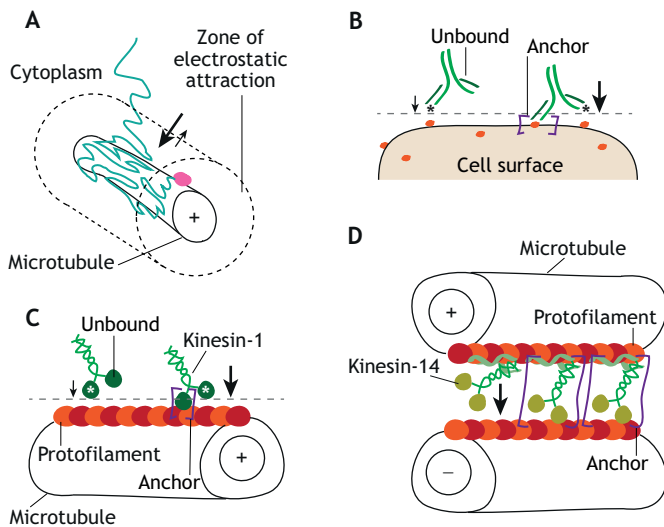 A
Cytoplasm
Zone of
electrostatic
attraction
+
Microtubule
B
Unbound
Anchor
*
*
Cell surface
C
Unbound
Kinesin-1
*
*
Protofilament
Anchor
+
Microtubule
D
Microtubule
+
Protofilament
Kinesin-14
Anchor
−